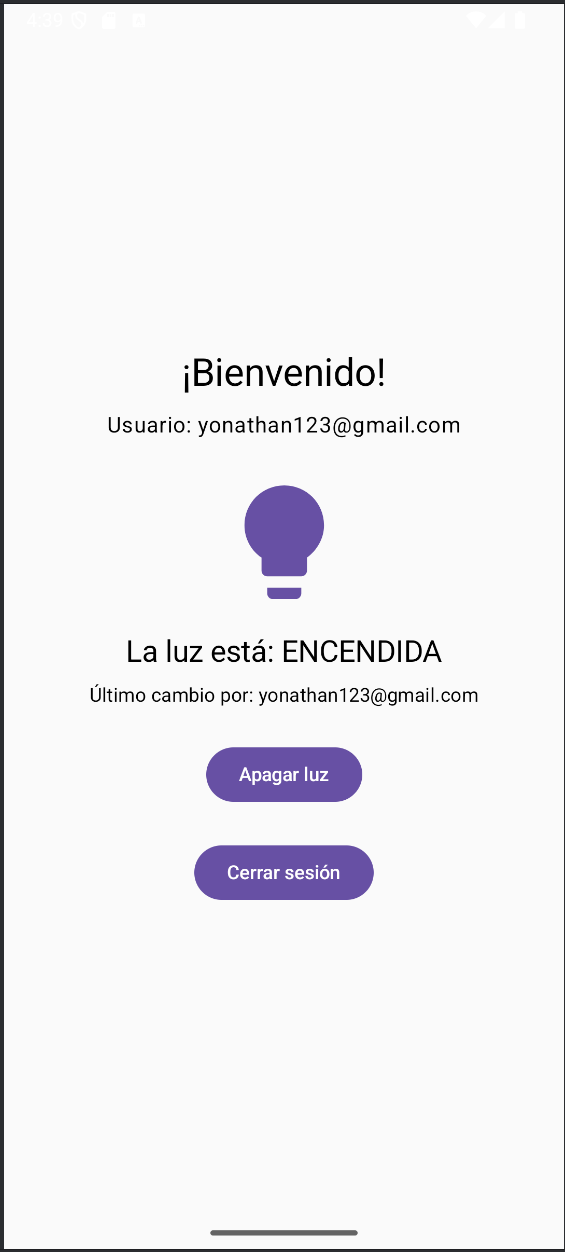 4:39
¡Bienvenido!
Usuario: yonathan123@gmail.com
La luz está: ENCENDIDA
Último cambio por: yonathan123@gmail.com
Apagar luz
Cerrar sesión